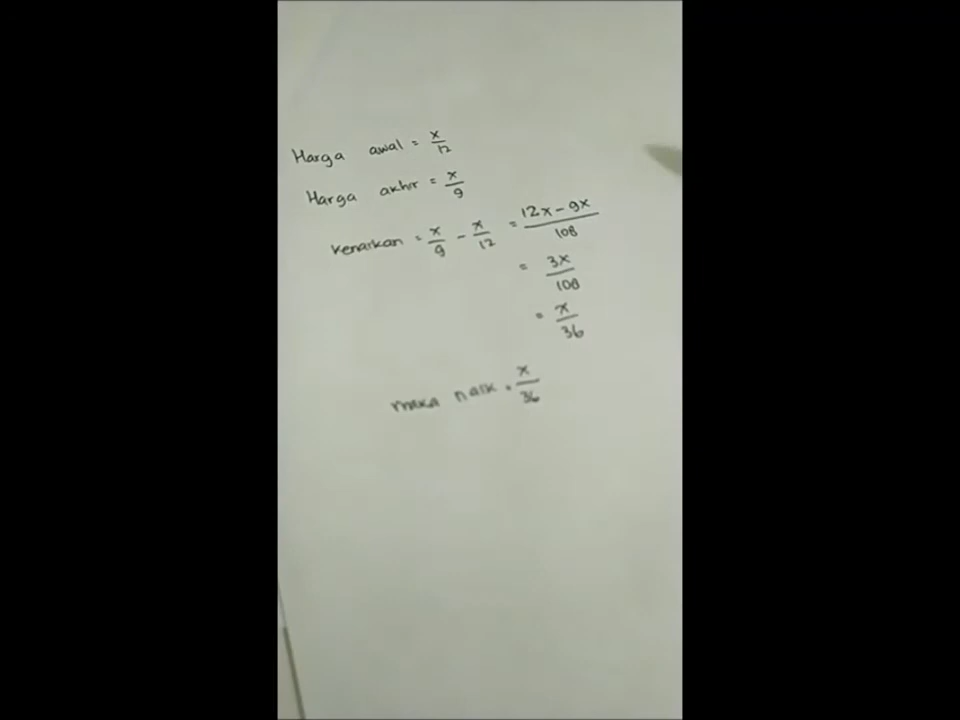 Harga awal = x/12
Harga akhir = x/9
Kenaikan = x/9 - x/12 = 12x - 9x/108
= 3x/108
= x/36
maka naik = x/36